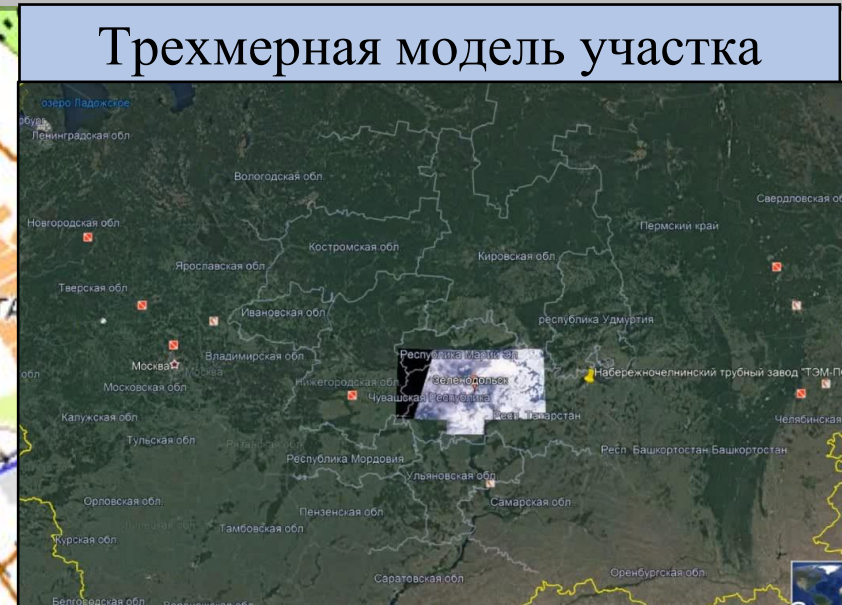 Трехмерная модель участка
озеро Ладожское
Ленинградская обл
Вологодская обл
Свердловская о
Новгородская обл.
Пермский край
Костромская обл
Кировская обл.
Ярославская обл
Тверская обл.
Ивановская обл
республика Удмуртия
Москва
Москва
Владимирская обл
Республика Марий Эл
Набережночелнинский трубный завод "ТЭМ-П
обл
Московская обл
Нижегородская обл.
Зеленодольск
Чувашская Республика
Калужская обл
Респ. Татарстан
Челябинская
Тульская обл
Республика Мордовия
Респ. Башкортостан Башкортостан
Ульяновская обл
Орловская обл
Пензенская обл
Самарская обл
Тамбовская обл
Курская обл.
Саратовская обл
Оренбургская обл
Белгородская обл